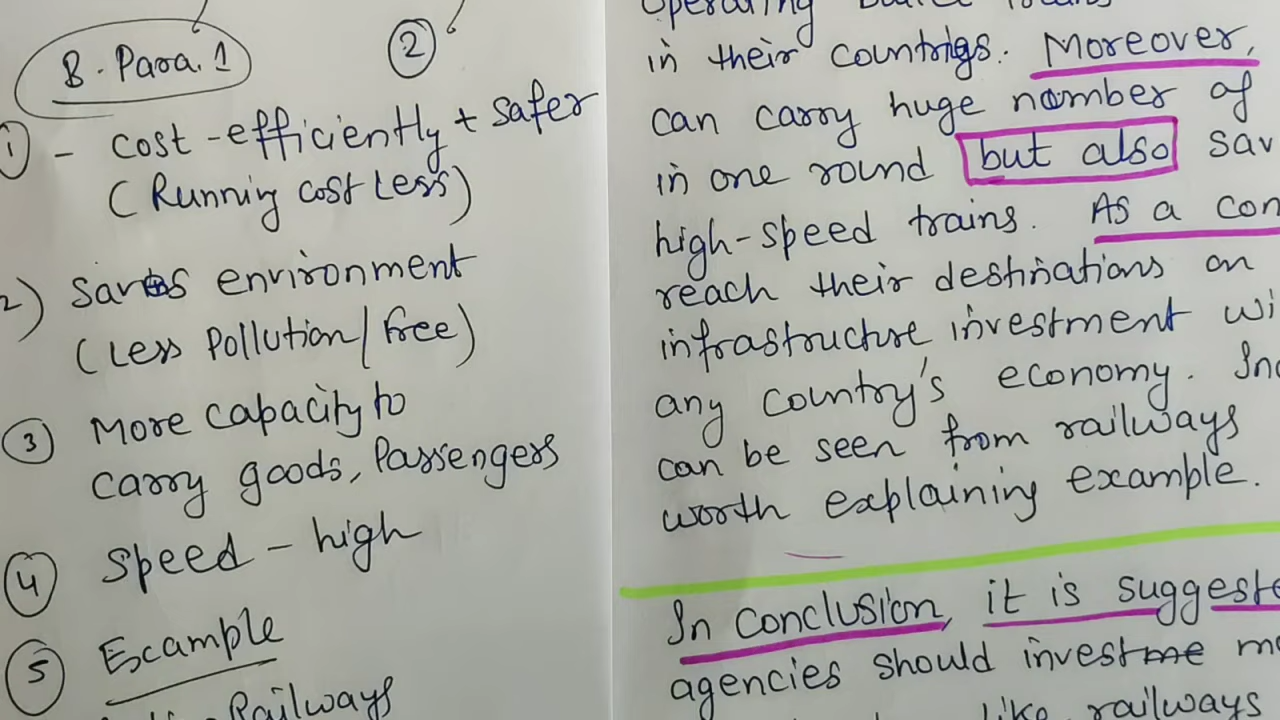 B. Para. 1
2
1) - cost-efficiently + safer
(Running cost Less)
2) saves environment
(Less Pollution/free)
3 More capacity to
carry goods, Passengers
4 Speed - high
5 Example
Railways
Operating
in their countries. Moreover,
can carry huge number of
in one round but also sav
high-speed trains. As a con
reach their destinations on
infrastructure investment wi
any country's economy. Ind
can be seen from railways
worth explaining example.
In conclusion, it is suggeste
agencies should invest mo
like railways